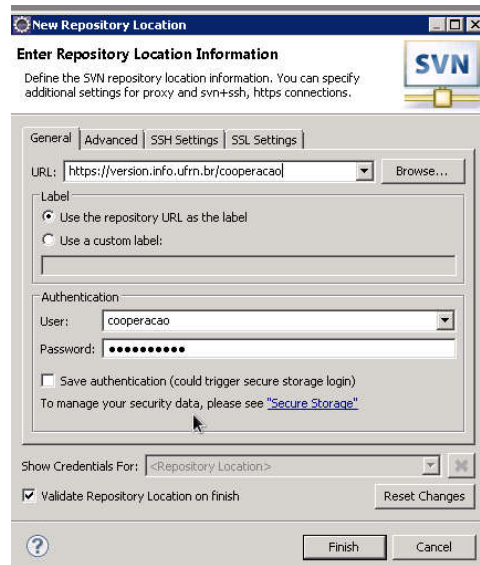 New Repository Location
Enter Repository Location Information
Define the SVN repository location information. You can specify
additional settings for proxy and svn+ssh, https connections.
SVN
General Advanced SSH Settings SSL Settings
URL: https://version.info.ufrn.br/cooperacao Browse...
Label
Use the repository URL as the label
Use a custom label:
Authentication
User: cooperacao
Password: ●●●●●●●●●●
Save authentication (could trigger secure storage login)
To manage your security data, please see "Secure Storage"
Show Credentials For: <Repository Location>
Validate Repository Location on finish Reset Changes
? Finish Cancel